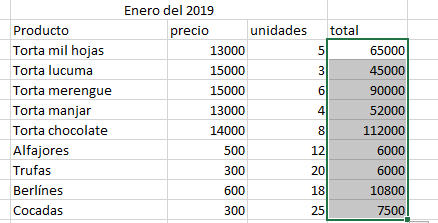 Enero del 2019
Producto precio unidades total
Torta mil hojas 13000 5 65000
Torta lucuma 15000 3 45000
Torta merengue 15000 6 90000
Torta manjar 13000 4 52000
Torta chocolate 14000 8 112000
Alfajores 500 12 6000
Trufas 300 20 6000
Berlínes 600 18 10800
Cocadas 300 25 7500